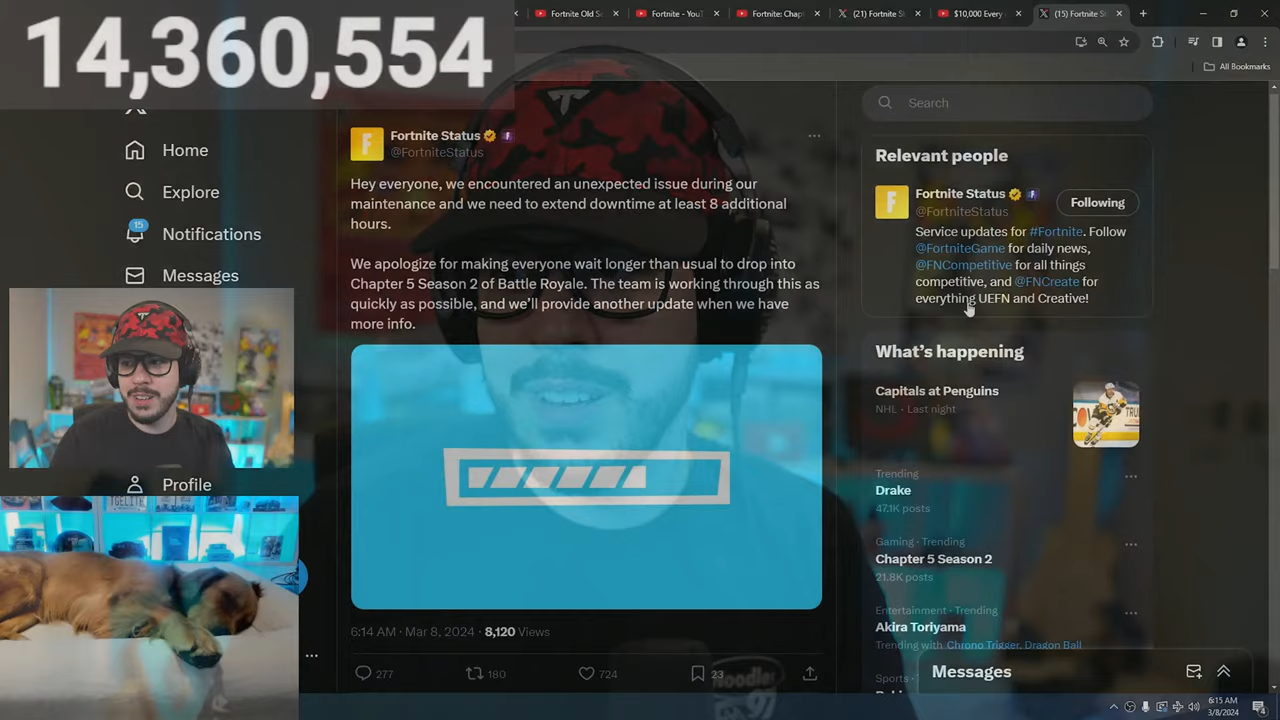 14,360,554
Fortnite Old S
Fortnite - YouT
Fortnite: Chap
(21) Fortnite S
$10,000 Every
(15) Fortnite St
All Bookmarks
Home
Explore
15
Notifications
Messages
Profile
Fortnite Status
@FortniteStatus
Hey everyone, we encountered an unexpected issue during our
maintenance and we need to extend downtime at least 8 additional
hours.
We apologize for making everyone wait longer than usual to drop into
Chapter 5 Season 2 of Battle Royale. The team is working through this as
quickly as possible, and we'll provide another update when we have
more info.
6:14 AM · Mar 8, 2024 · 8,120 Views
277
180
724
23
Search
Relevant people
Fortnite Status
@FortniteStatus
Following
Service updates for #Fortnite. Follow
@FortniteGame for daily news,
@FNCompetitive for all things
competitive, and @FNCreate for
everything UEFN and Creative!
What's happening
Capitals at Penguins
NHL · Last night
Trending
Drake
47.1K posts
Gaming · Trending
Chapter 5 Season 2
21.8K posts
Entertainment · Trending
Akira Toriyama
Trending with Chrono Trigger, Dragon Ball
Sports ·
Messages
Noodler
6:15 AM
3/8/2024